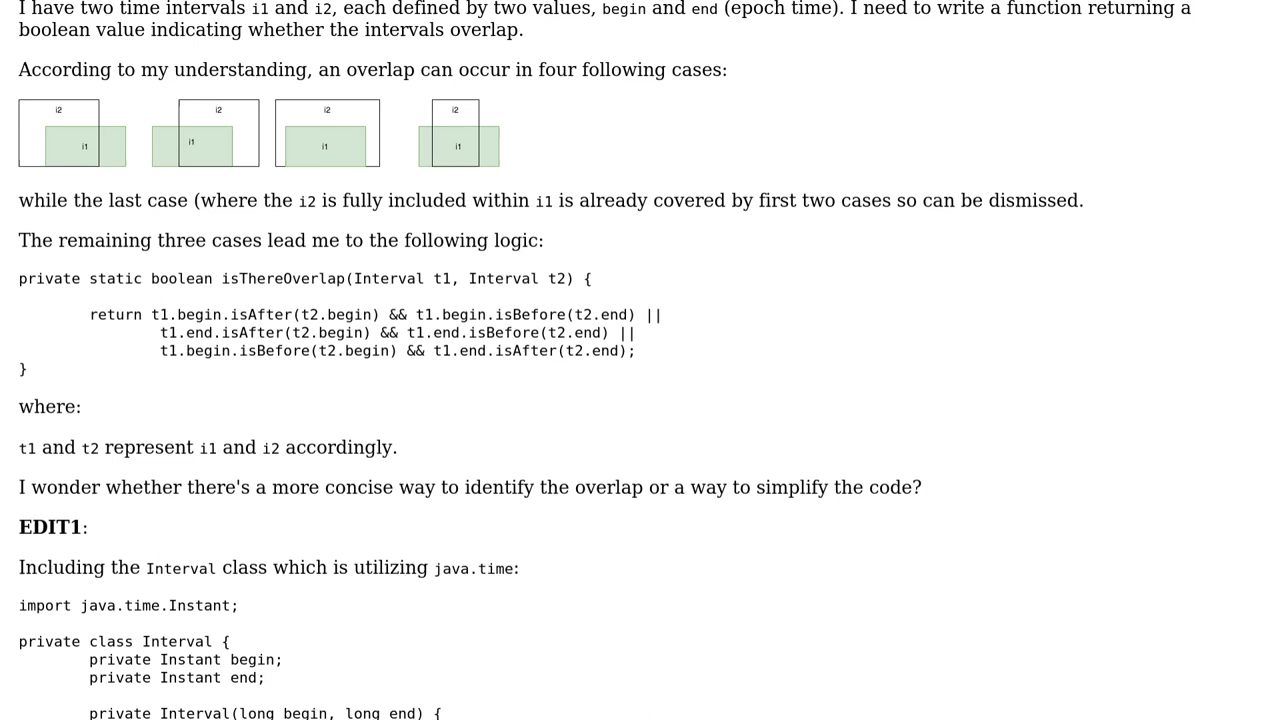 I have two time intervals i1 and i2, each defined by two values, begin and end (epoch time). I need to write a function returning a
boolean value indicating whether the intervals overlap.
According to my understanding, an overlap can occur in four following cases:
i2 i2 i2 i2
i1 i1 i1 i1
while the last case (where the i2 is fully included within i1 is already covered by first two cases so can be dismissed.
The remaining three cases lead me to the following logic:
private static boolean isThereOverlap(Interval t1, Interval t2) {
return t1.begin.isAfter(t2.begin) && t1.begin.isBefore(t2.end) ||
t1.end.isAfter(t2.begin) && t1.end.isBefore(t2.end) ||
t1.begin.isBefore(t2.begin) && t1.end.isAfter(t2.end);
}
where:
t1 and t2 represent i1 and i2 accordingly.
I wonder whether there's a more concise way to identify the overlap or a way to simplify the code?
EDIT1:
Including the Interval class which is utilizing java.time:
import java.time.Instant;
private class Interval {
private Instant begin;
private Instant end;
private Interval(long begin, long end) {